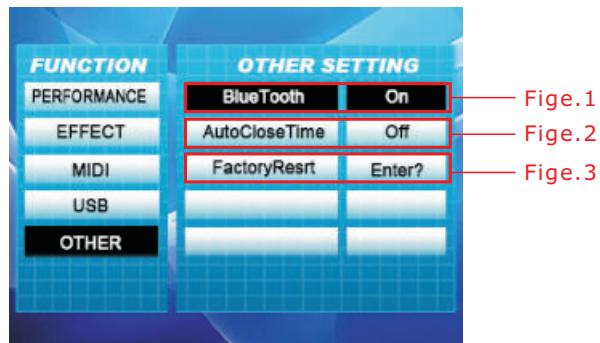 FUNCTION
PERFORMANCE
EFFECT
MIDI
USB
OTHER
OTHER SETTING
BlueTooth On
AutoCloseTime Off
FactoryResrt Enter?
Fige.1
Fige.2
Fige.3